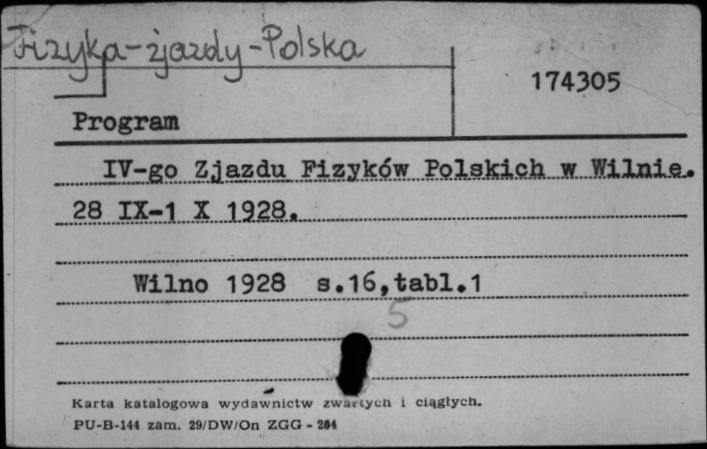 Fizyka-zjazdy-Polska
174305
Program
IV-go Zjazdu Fizyków Polskich w Wilnie.
28 IX-1 X 1928.
Wilno 1928 s.16,tabl.1
5
Karta katalogowa wydawnictw zwartych i ciągłych.
PU-B-144 zam. 29/DW/On ZGG - 284